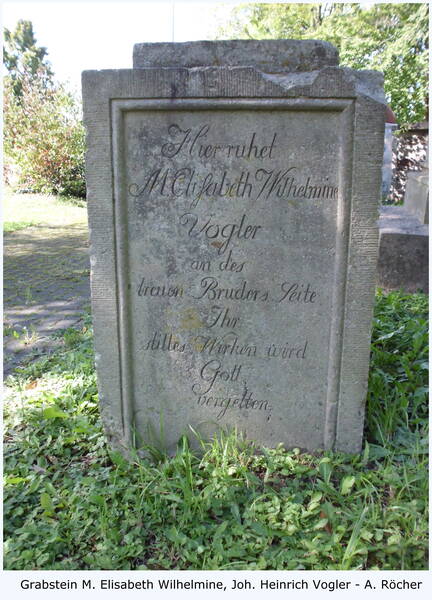 Hier ruhet
M. Elisabeth Wilhelmine
Vogler
an des
treuen Bruders Seite
Ihr
stilles Wirken wird
Gott
vergelten.
Grabstein M. Elisabeth Wilhelmine, Joh. Heinrich Vogler - A. Röcher